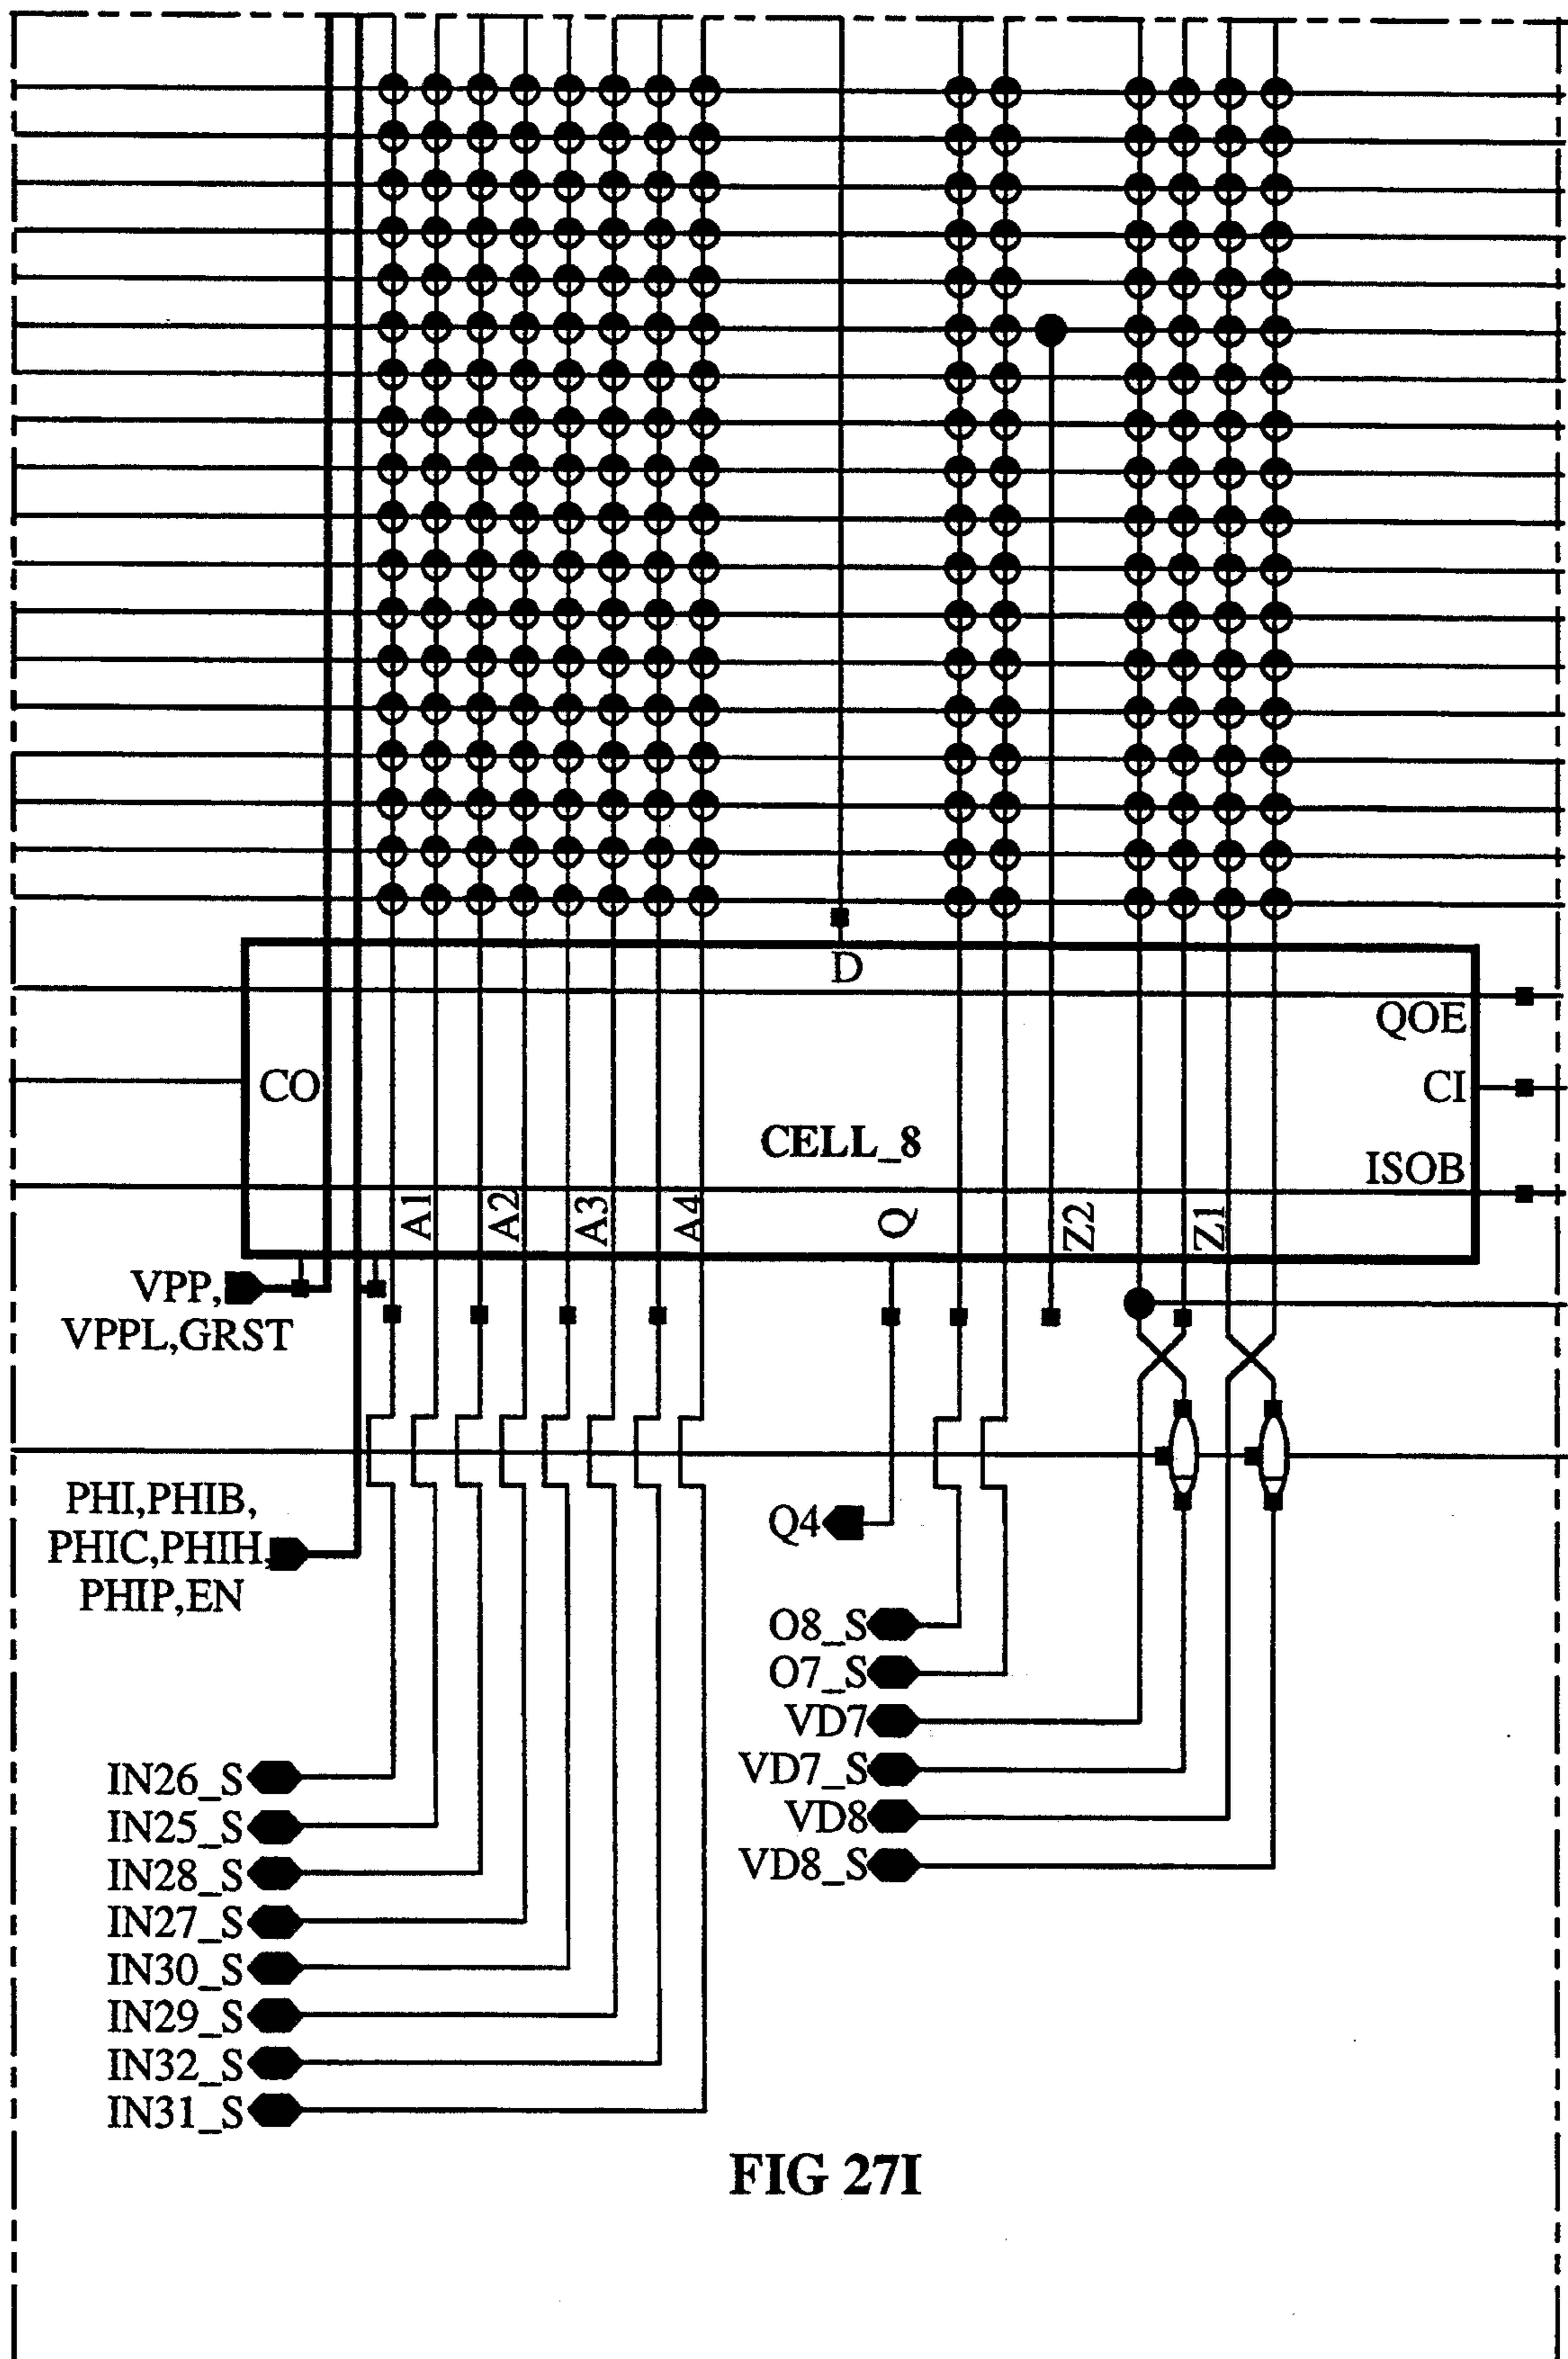 D
QOE
CO
CI
CELL_8
ISOB
A1
A2
A3
A4
Q
Z2
Z1
VPP,
VPPL,GRST
PHI,PHIB,
PHIC,PHIH,
PHIP,EN
Q4
O8_S
O7_S
VD7
VD7_S
VD8
VD8_S
IN26_S
IN25_S
IN28_S
IN27_S
IN30_S
IN29_S
IN32_S
IN31_S
FIG 27I